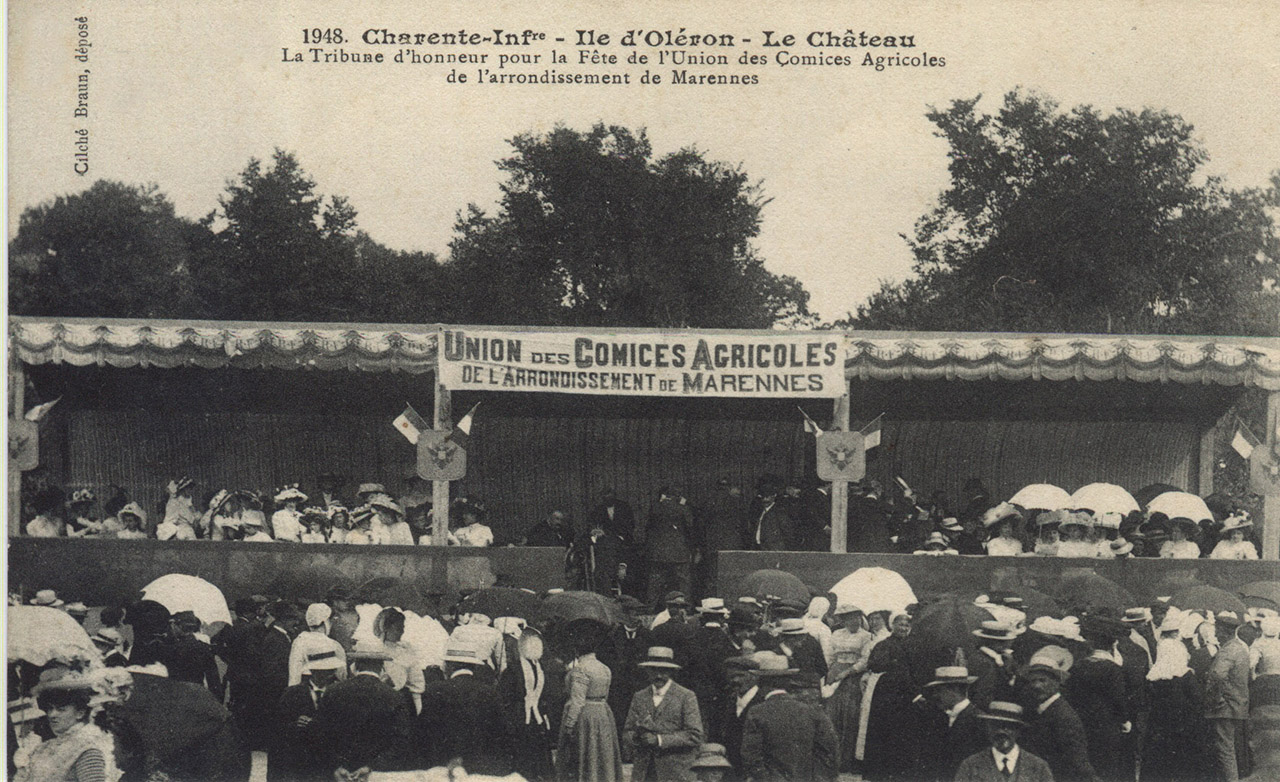 1948. Charente-Infre - Ile d'Oléron - Le Château
La Tribune d'honneur pour la Fête de l'Union des Comices Agricoles
de l'arrondissement de Marennes
Cliché Braun, déposé
UNION DES COMICES AGRICOLES
DE L'ARRONDISSEMENT DE MARENNES